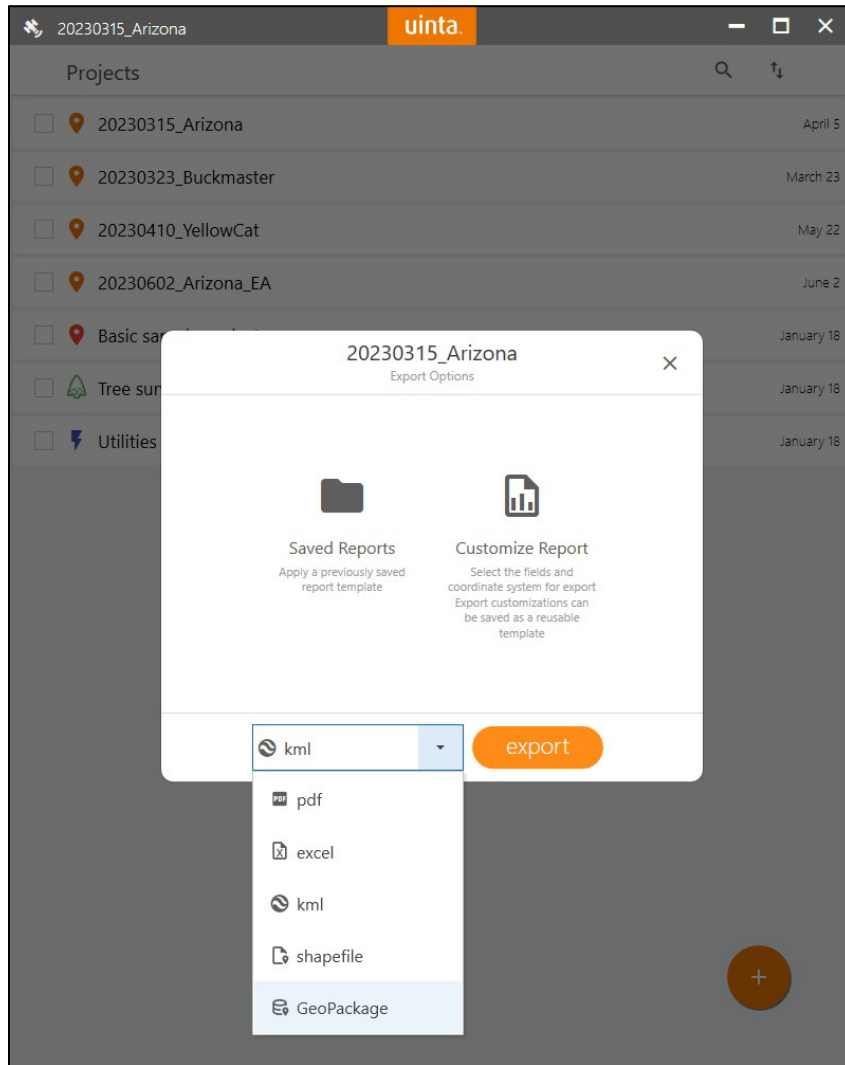 20230315_Arizona
uinta
Projects
20230315_Arizona
April 5
20230323_Buckmaster
March 23
20230410_YellowCat
May 22
20230602_Arizona_EA
June 2
Basic
January 18
Tree
January 18
Utilities
January 18
20230315_Arizona
Export Options
Saved Reports
Apply a previously saved
report template
Customize Report
Select the fields and
coordinate system for export
Export customizations can
be saved as a reusable
template
kml
export
PDF pdf
excel
kml
shapefile
GeoPackage